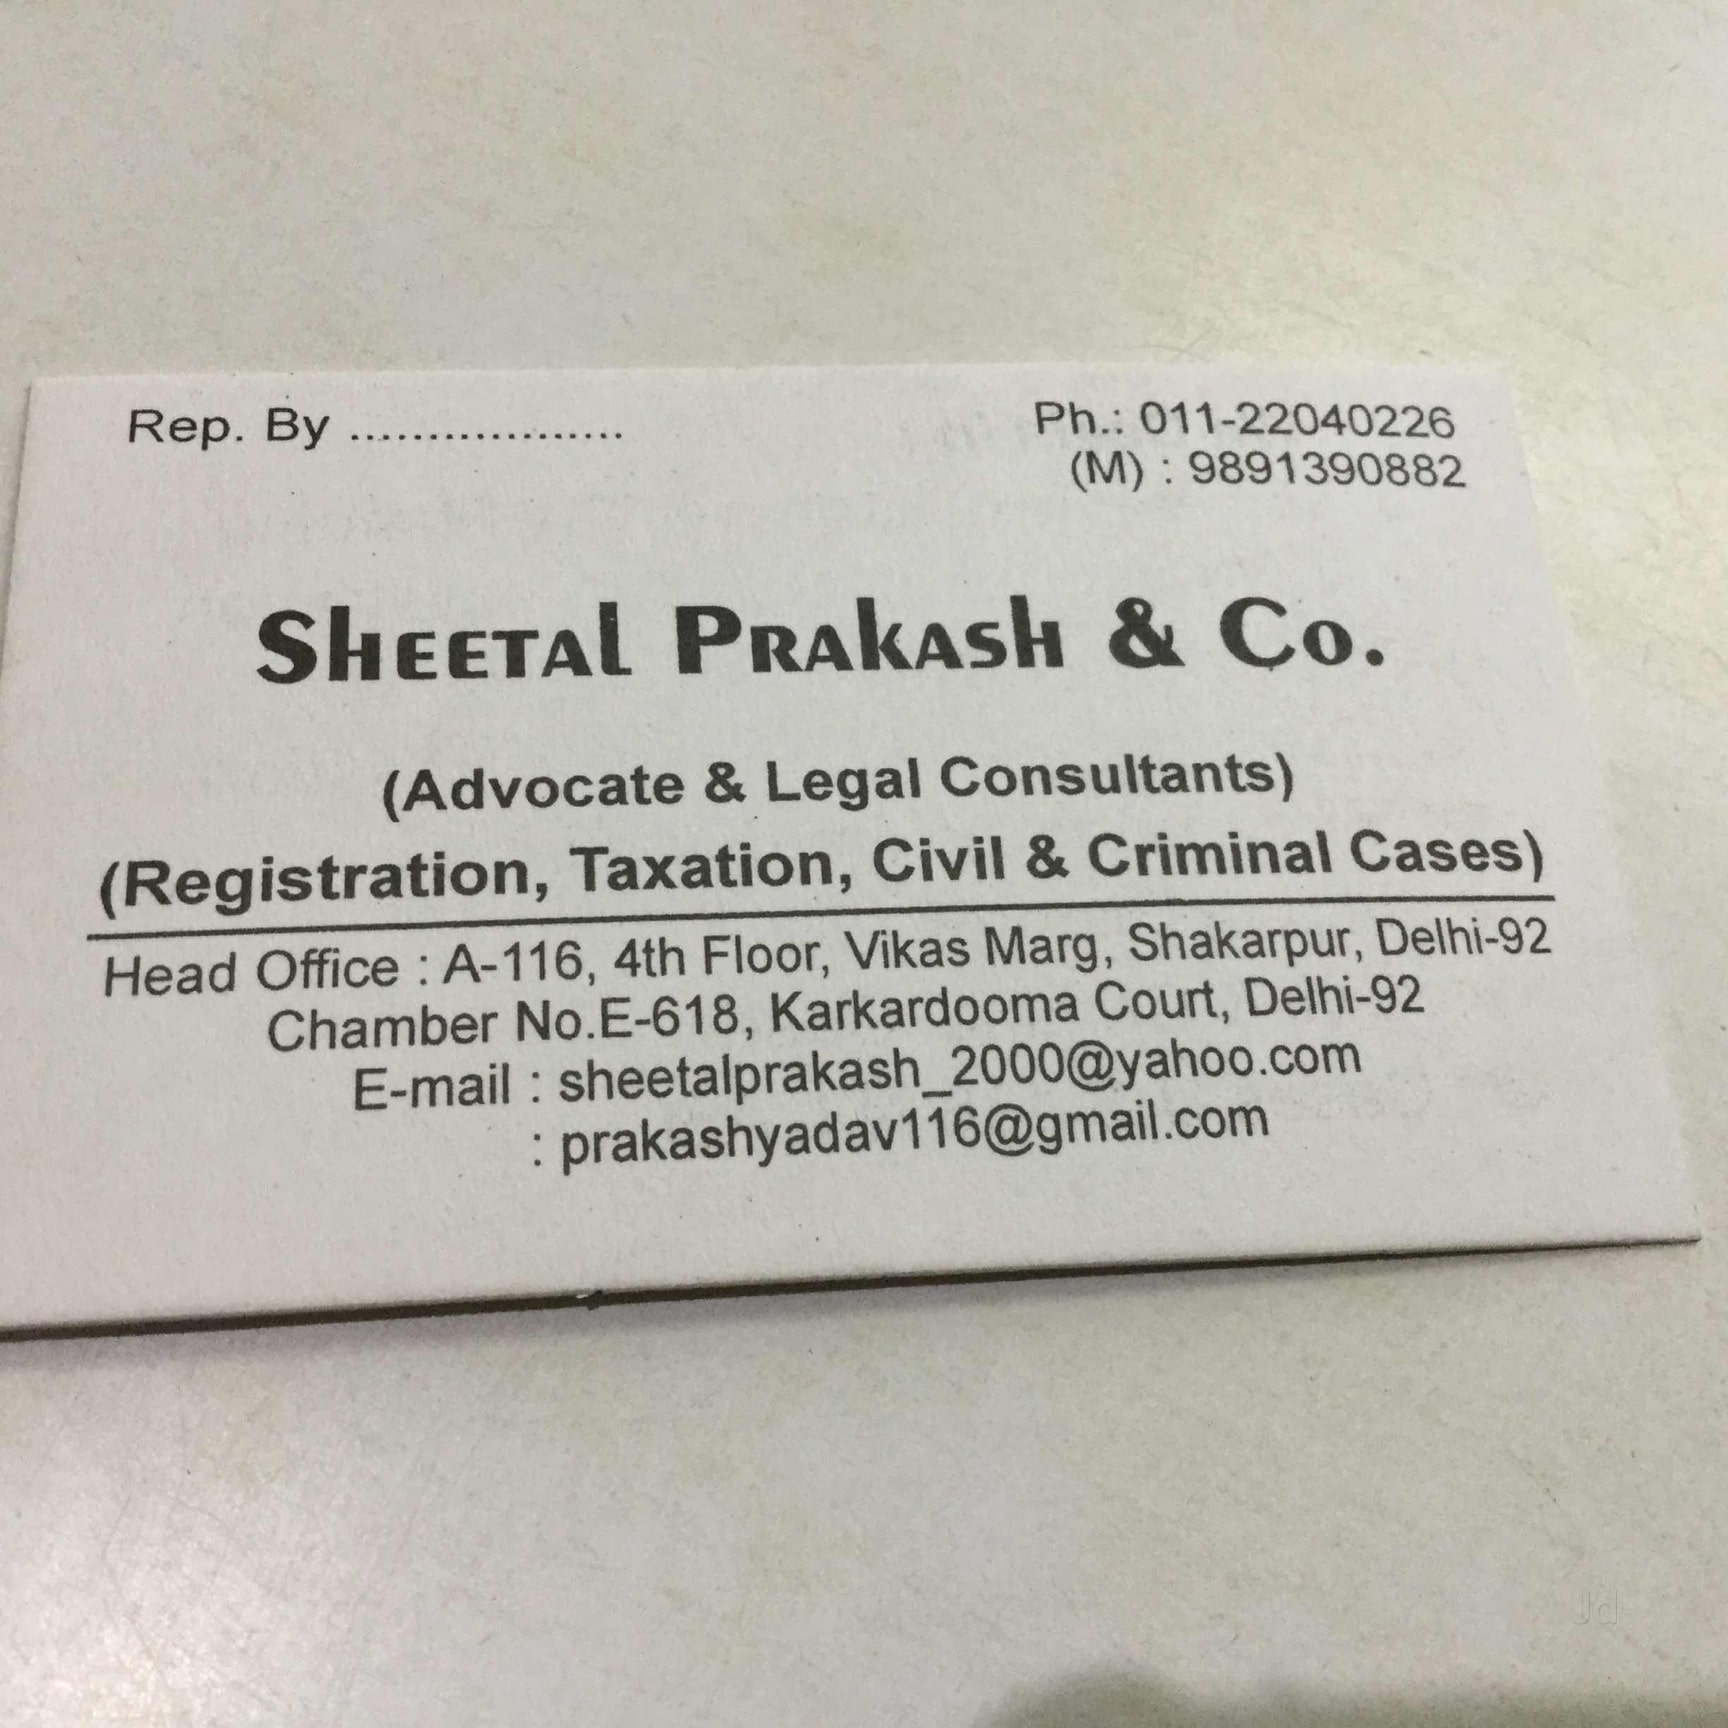 Rep. By ..................
Ph.: 011-22040226
(M) : 9891390882
Sheetal Prakash & Co.
(Advocate & Legal Consultants)
(Registration, Taxation, Civil & Criminal Cases)
Head Office : A-116, 4th Floor, Vikas Marg, Shakarpur, Delhi-92
Chamber No.E-618, Karkardooma Court, Delhi-92
E-mail : sheetalprakash_2000@yahoo.com
: prakashyadav116@gmail.com
Jd